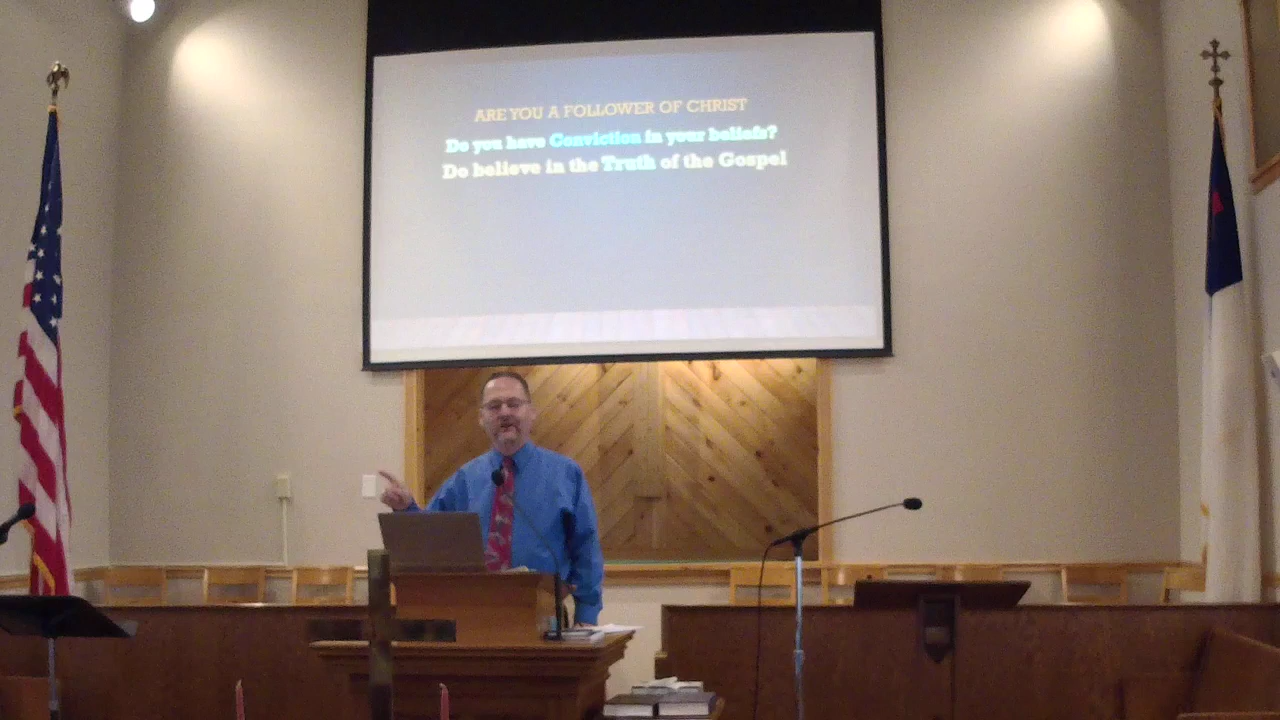 ARE YOU A FOLLOWER OF CHRIST
Do you have Conviction in your beliefs?
Do believe in the Truth of the Gospel